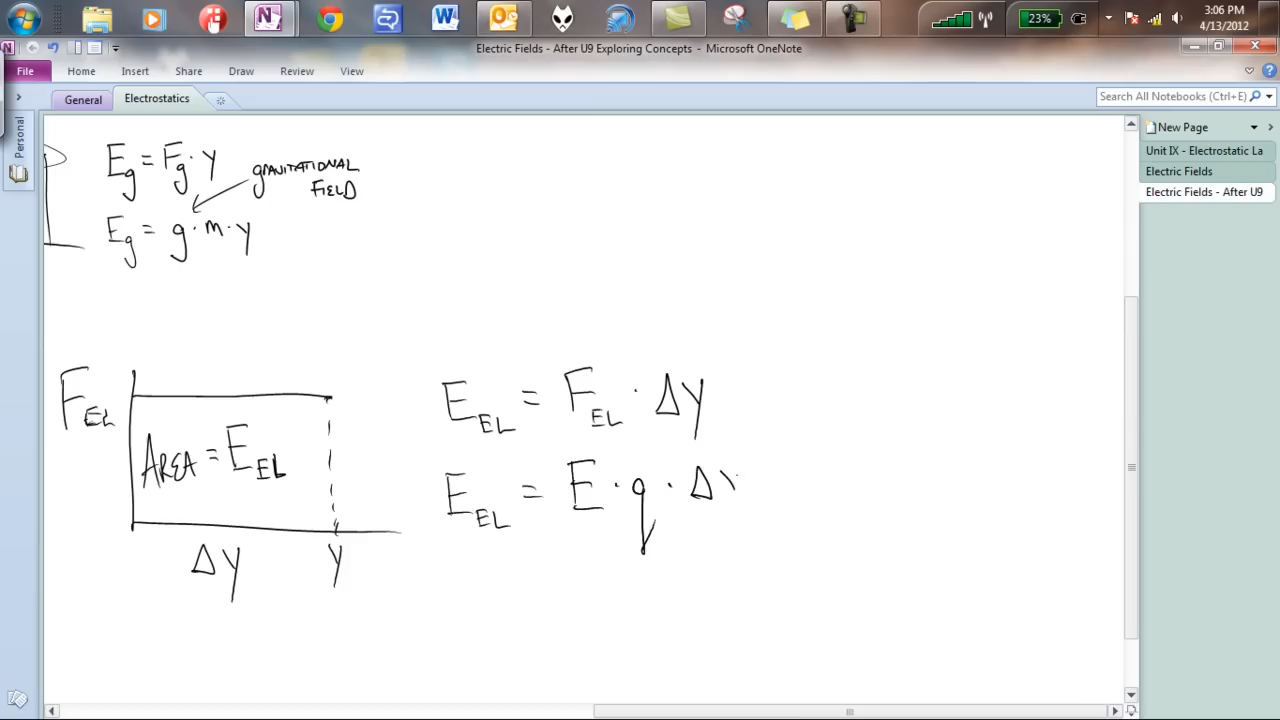 3:06 PM
23%
4/13/2012
Electric Fields - After U9 Exploring Concepts - Microsoft OneNote
File Home Insert Share Draw Review View
General Electrostatics
Search All Notebooks (Ctrl+E)
Personal
New Page
Unit IX - Electrostatic La
Electric Fields
Electric Fields - After U9
Eg = Fg · y
GRAVITATIONAL
FIELD
Eg = g · m · y
FEL
AREA = EEL
Δy y
EEL = FEL · Δy
EEL = E · q · Δ